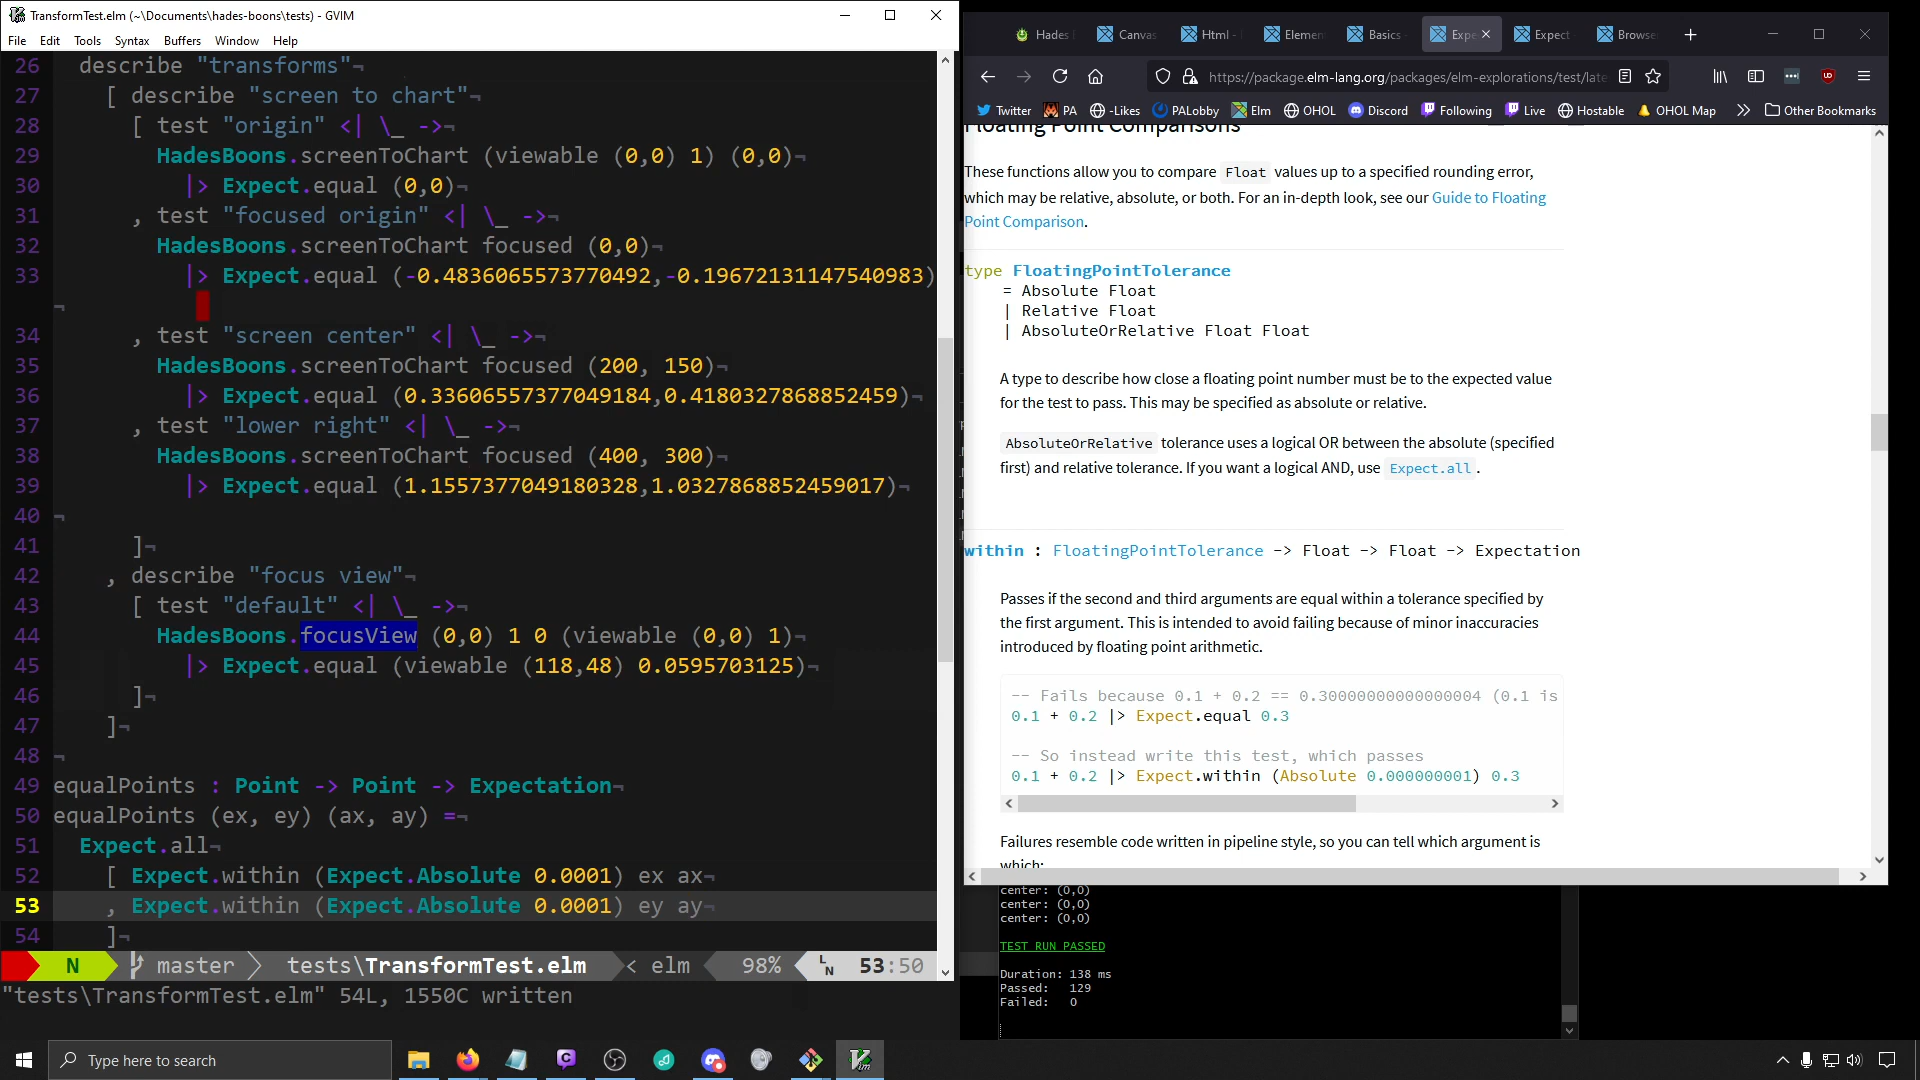 TransformTest.elm (~\Documents\hades-boons\tests) - GVIM
File Edit Tools Syntax Buffers Window Help
26 describe "transforms"¬
27 [ describe "screen to chart"¬
28 [ test "origin" <| \_ ->¬
29 HadesBoons.screenToChart (viewable (0,0) 1) (0,0)¬
30 |> Expect.equal (0,0)¬
31 , test "focused origin" <| \_ ->¬
32 HadesBoons.screenToChart focused (0,0)¬
33 |> Expect.equal (-0.4836065573770492,-0.19672131147540983)
¬
34 , test "screen center" <| \_ ->¬
35 HadesBoons.screenToChart focused (200, 150)¬
36 |> Expect.equal (0.33606557377049184,0.4180327868852459)¬
37 , test "lower right" <| \_ ->¬
38 HadesBoons.screenToChart focused (400, 300)¬
39 |> Expect.equal (1.1557377049180328,1.0327868852459017)¬
40 ¬
41 ]¬
42 , describe "focus view"¬
43 [ test "default" <| \_ ->¬
44 HadesBoons.focusView (0,0) 1 0 (viewable (0,0) 1)¬
45 |> Expect.equal (viewable (118,48) 0.0595703125)¬
46 ]¬
47 ]¬
48 ¬
49 equalPoints : Point -> Point -> Expectation¬
50 equalPoints (ex, ey) (ax, ay) =¬
51 Expect.all¬
52 [ Expect.within (Expect.Absolute 0.0001) ex ax¬
53 , Expect.within (Expect.Absolute 0.0001) ey ay¬
54 ]¬
N master tests\TransformTest.elm < elm 98% LN 53:50
"tests\TransformTest.elm" 54L, 1550C written
Hades Canvas Html - Elemen Basics Expe Expect Browse
https://package.elm-lang.org/packages/elm-explorations/test/late
Twitter PA -Likes PALobby Elm OHOL Discord Following Live Hostable OHOL Map Other Bookmarks
Floating Point Comparisons
These functions allow you to compare Float values up to a specified rounding error,
which may be relative, absolute, or both. For an in-depth look, see our Guide to Floating
Point Comparison.
type FloatingPointTolerance
= Absolute Float
| Relative Float
| AbsoluteOrRelative Float Float
A type to describe how close a floating point number must be to the expected value
for the test to pass. This may be specified as absolute or relative.
AbsoluteOrRelative tolerance uses a logical OR between the absolute (specified
first) and relative tolerance. If you want a logical AND, use Expect.all.
within : FloatingPointTolerance -> Float -> Float -> Expectation
Passes if the second and third arguments are equal within a tolerance specified by
the first argument. This is intended to avoid failing because of minor inaccuracies
introduced by floating point arithmetic.
-- Fails because 0.1 + 0.2 == 0.30000000000000004 (0.1 is
0.1 + 0.2 |> Expect.equal 0.3
-- So instead write this test, which passes
0.1 + 0.2 |> Expect.within (Absolute 0.000000001) 0.3
Failures resemble code written in pipeline style, so you can tell which argument is
which:
center: (0,0)
center: (0,0)
center: (0,0)
TEST RUN PASSED
Duration: 138 ms
Passed: 129
Failed: 0
Type here to search